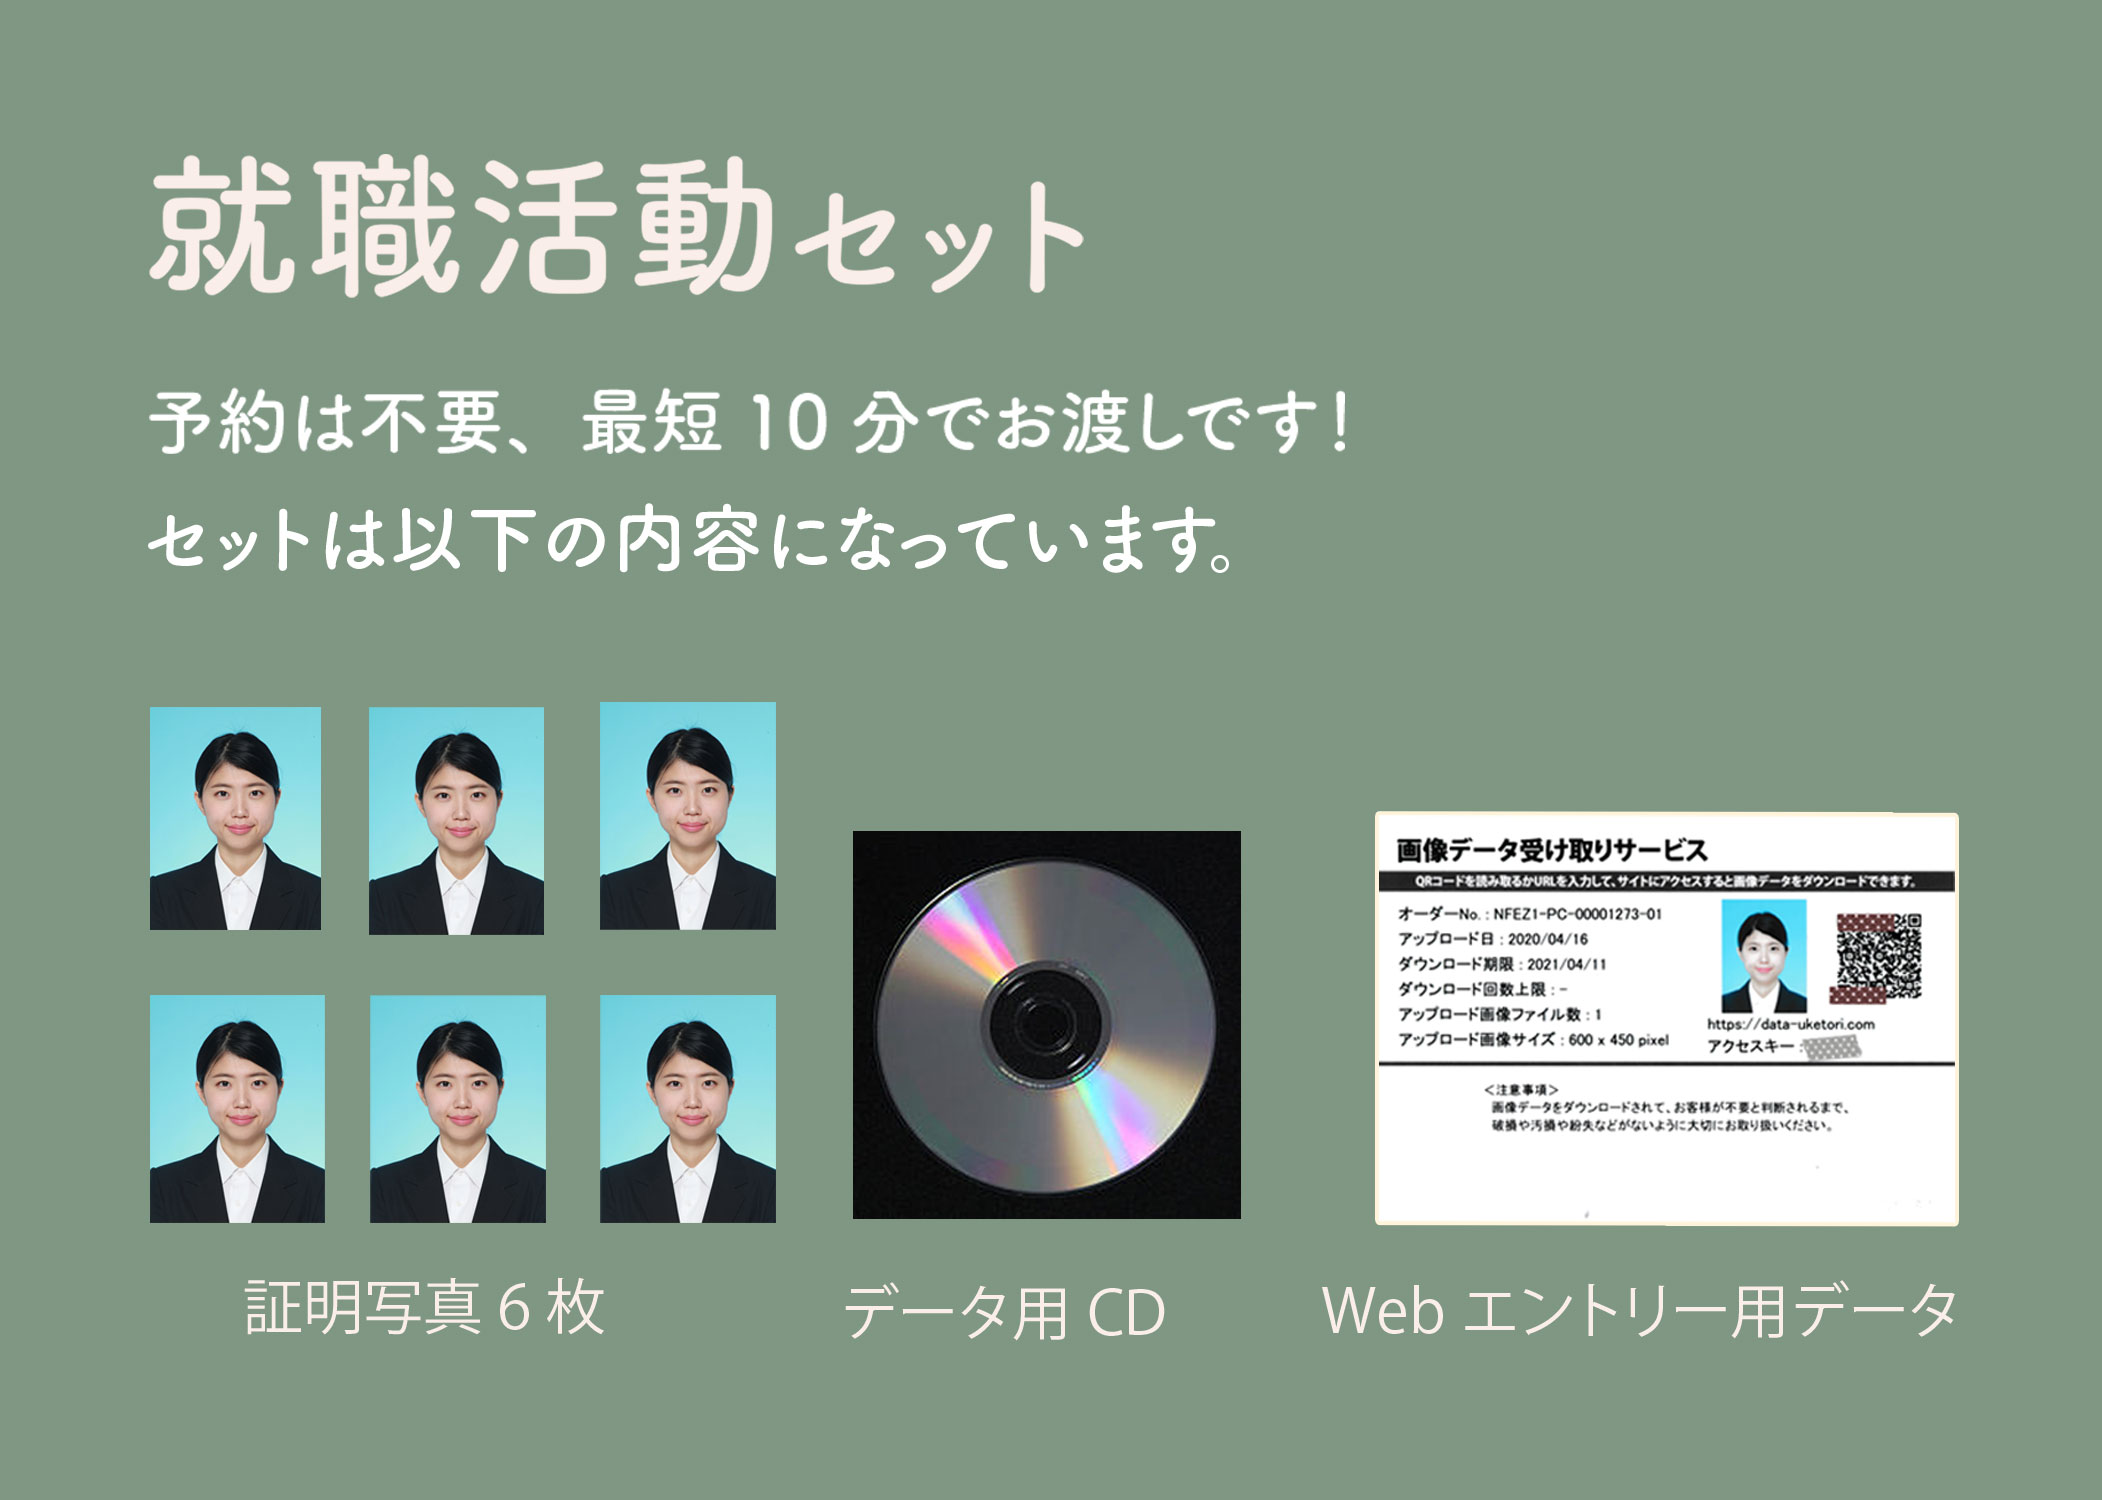 就職活動セット
予約は不要、最短10分でお渡しです！
セットは以下の内容になっています。
画像データ受け取りサービス
QRコードを読み取るかURLを入力して、サイトにアクセスすると画像データをダウンロードできます。
オーダーNo. : NFEZ1-PC-00001273-01
アップロード日 : 2020/04/16
ダウンロード期限 : 2021/04/11
ダウンロード回数上限 : -
アップロード画像ファイル数 : 1
アップロード画像サイズ : 600 x 450 pixel
https://data-uketori.com
アクセスキー :
＜注意事項＞
画像データをダウンロードされて、お客様が不要と判断されるまで、
破損や汚損や紛失などがないように大切にお取り扱いください。
証明写真6枚
データ用CD
Webエントリー用データ